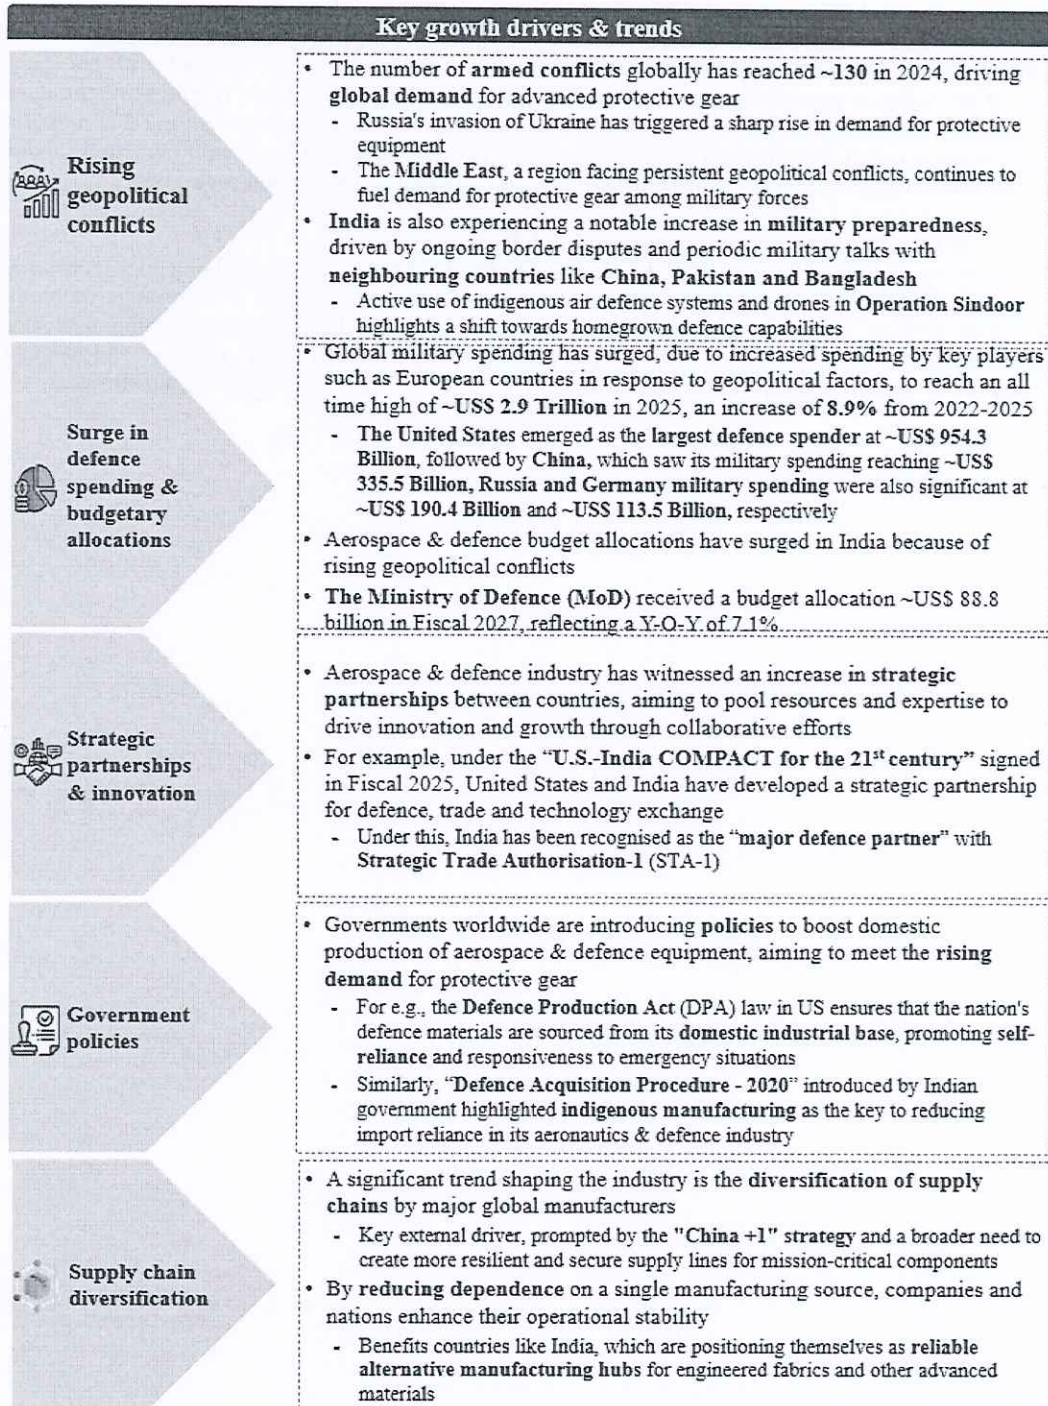 Key growth drivers & trends
Rising
geopolitical
conflicts
• The number of armed conflicts globally has reached ~130 in 2024, driving
global demand for advanced protective gear
- Russia's invasion of Ukraine has triggered a sharp rise in demand for protective
equipment
- The Middle East, a region facing persistent geopolitical conflicts, continues to
fuel demand for protective gear among military forces
• India is also experiencing a notable increase in military preparedness,
driven by ongoing border disputes and periodic military talks with
neighbouring countries like China, Pakistan and Bangladesh
- Active use of indigenous air defence systems and drones in Operation Sindoor
highlights a shift towards homegrown defence capabilities
Surge in
defence
spending &
budgetary
allocations
• Global military spending has surged, due to increased spending by key players
such as European countries in response to geopolitical factors, to reach an all
time high of ~US$ 2.9 Trillion in 2025, an increase of 8.9% from 2022-2025
- The United States emerged as the largest defence spender at ~US$ 954.3
Billion, followed by China, which saw its military spending reaching ~US$
335.5 Billion, Russia and Germany military spending were also significant at
~US$ 190.4 Billion and ~US$ 113.5 Billion, respectively
• Aerospace & defence budget allocations have surged in India because of
rising geopolitical conflicts
• The Ministry of Defence (MoD) received a budget allocation ~US$ 88.8
billion in Fiscal 2027, reflecting a Y-O-Y of 7.1%
Strategic
partnerships
& innovation
• Aerospace & defence industry has witnessed an increase in strategic
partnerships between countries, aiming to pool resources and expertise to
drive innovation and growth through collaborative efforts
• For example, under the “U.S.-India COMPACT for the 21st century” signed
in Fiscal 2025, United States and India have developed a strategic partnership
for defence, trade and technology exchange
- Under this, India has been recognised as the “major defence partner” with
Strategic Trade Authorisation-1 (STA-1)
Government
policies
• Governments worldwide are introducing policies to boost domestic
production of aerospace & defence equipment, aiming to meet the rising
demand for protective gear
- For e.g., the Defence Production Act (DPA) law in US ensures that the nation's
defence materials are sourced from its domestic industrial base, promoting self-
reliance and responsiveness to emergency situations
- Similarly, “Defence Acquisition Procedure - 2020” introduced by Indian
government highlighted indigenous manufacturing as the key to reducing
import reliance in its aeronautics & defence industry
Supply chain
diversification
• A significant trend shaping the industry is the diversification of supply
chains by major global manufacturers
- Key external driver, prompted by the "China +1" strategy and a broader need to
create more resilient and secure supply lines for mission-critical components
• By reducing dependence on a single manufacturing source, companies and
nations enhance their operational stability
- Benefits countries like India, which are positioning themselves as reliable
alternative manufacturing hubs for engineered fabrics and other advanced
materials